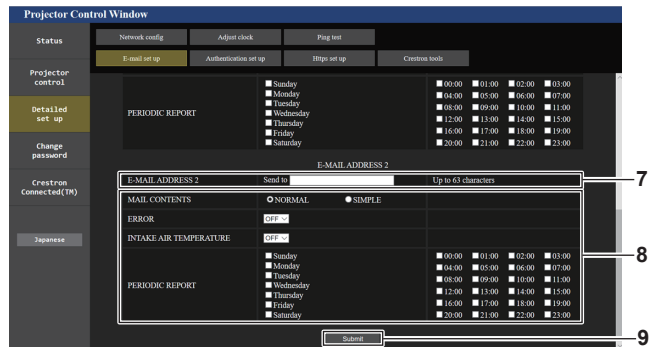 Projector Control Window
Status
Projector
control
Detailed
set up
Change
password
Crestron
Connected(TM)
Japanese
Network config Adjust clock Ping test
E-mail set up Authentication set up Https set up Crestron tools
PERIODIC REPORT
Sunday
Monday
Tuesday
Wednesday
Thursday
Friday
Saturday
00:00 01:00 02:00 03:00
04:00 05:00 06:00 07:00
08:00 09:00 10:00 11:00
12:00 13:00 14:00 15:00
16:00 17:00 18:00 19:00
20:00 21:00 22:00 23:00
E-MAIL ADDRESS 2
E-MAIL ADDRESS 2 Send to Up to 63 characters 7
MAIL CONTENTS NORMAL SIMPLE
ERROR OFF
INTAKE AIR TEMPERATURE OFF
8
PERIODIC REPORT
Sunday
Monday
Tuesday
Wednesday
Thursday
Friday
Saturday
00:00 01:00 02:00 03:00
04:00 05:00 06:00 07:00
08:00 09:00 10:00 11:00
12:00 13:00 14:00 15:00
16:00 17:00 18:00 19:00
20:00 21:00 22:00 23:00
Submit 9